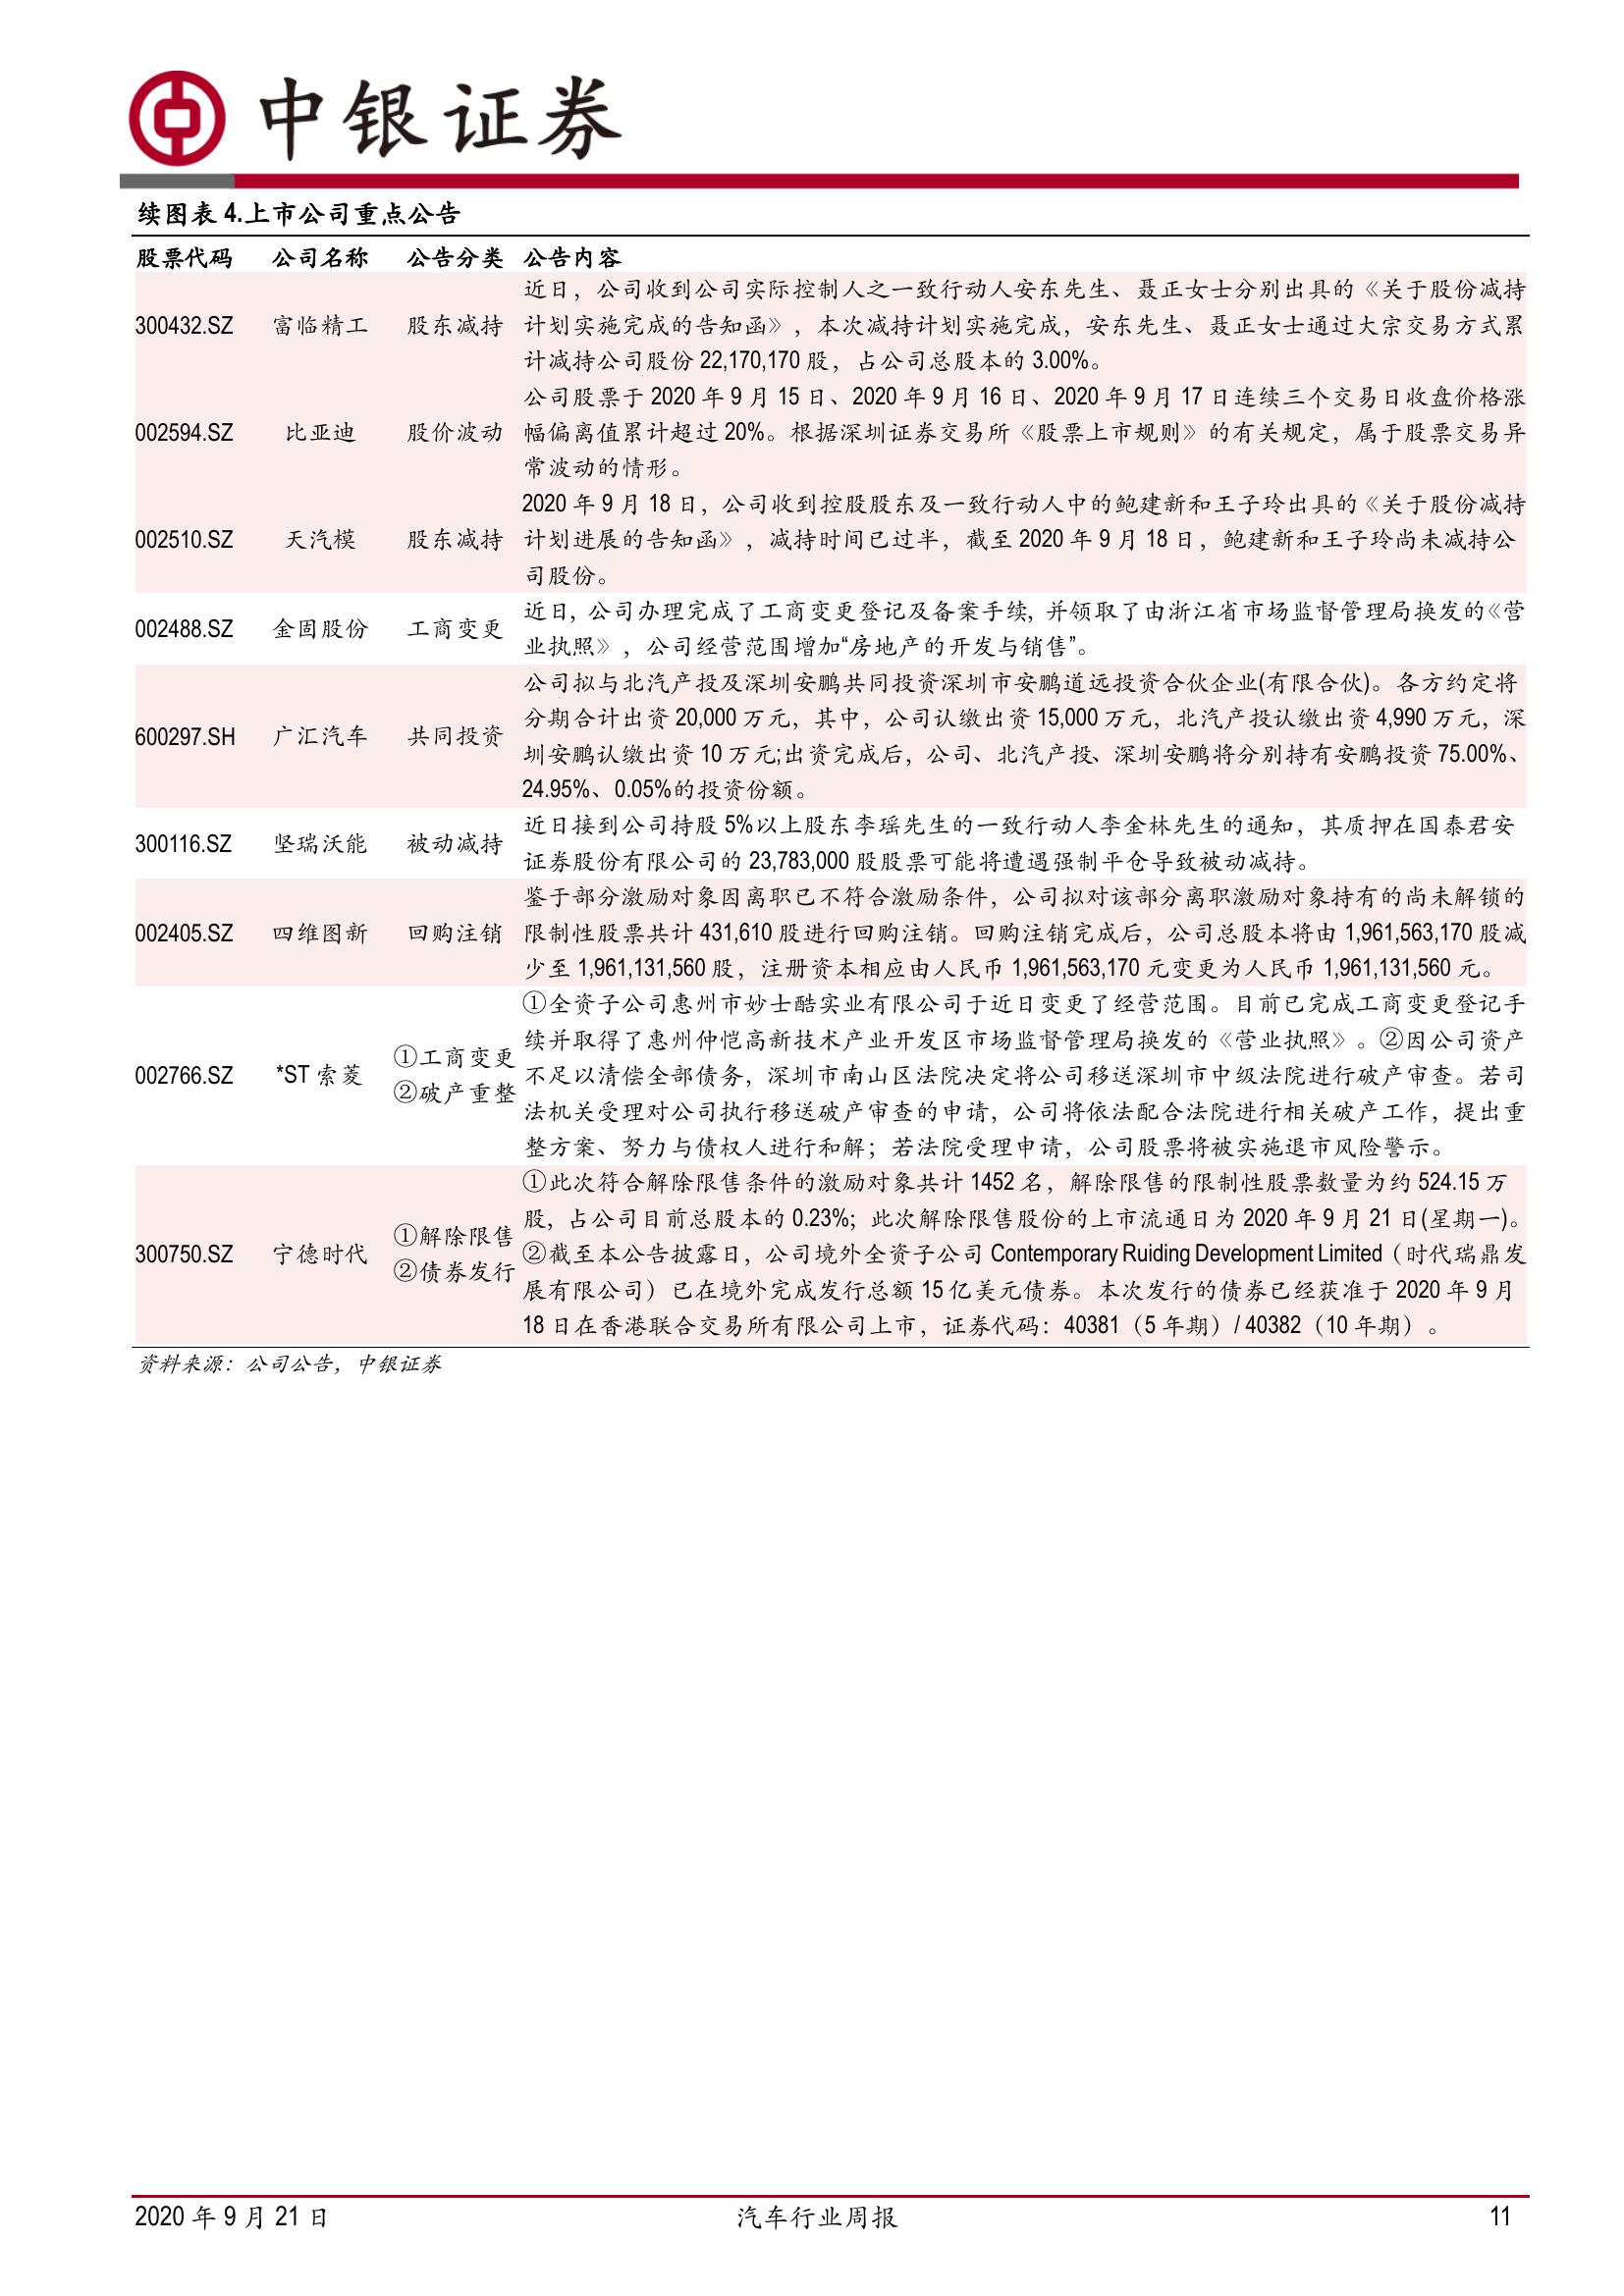 中银证券
续图表 4.上市公司重点公告
股票代码 公司名称 公告分类 公告内容
近日，公司收到公司实际控制人之一致行动人安东先生、聂正女士分别出具的《关于股份减持
300432.SZ 富临精工 股东减持 计划实施完成的告知函》，本次减持计划实施完成，安东先生、聂正女士通过大宗交易方式累
计减持公司股份 22,170,170 股，占公司总股本的 3.00%。
公司股票于 2020 年 9 月 15 日、2020 年 9 月 16 日、2020 年 9 月 17 日连续三个交易日收盘价格涨
002594.SZ 比亚迪 股价波动 幅偏离值累计超过 20%。根据深圳证券交易所《股票上市规则》的有关规定，属于股票交易异
常波动的情形。
2020 年 9 月 18 日，公司收到控股股东及一致行动人中的鲍建新和王子玲出具的《关于股份减持
002510.SZ 天汽模 股东减持 计划进展的告知函》，减持时间已过半，截至 2020 年 9 月 18 日，鲍建新和王子玲尚未减持公
司股份。
近日, 公司办理完成了工商变更登记及备案手续, 并领取了由浙江省市场监督管理局换发的《营
002488.SZ 金固股份 工商变更
业执照》，公司经营范围增加“房地产的开发与销售”。
公司拟与北汽产投及深圳安鹏共同投资深圳市安鹏道远投资合伙企业(有限合伙)。各方约定将
分期合计出资 20,000 万元，其中，公司认缴出资 15,000 万元，北汽产投认缴出资 4,990 万元，深
600297.SH 广汇汽车 共同投资
圳安鹏认缴出资 10 万元;出资完成后，公司、北汽产投、深圳安鹏将分别持有安鹏投资 75.00%、
24.95%、0.05%的投资份额。
近日接到公司持股 5%以上股东李瑶先生的一致行动人李金林先生的通知，其质押在国泰君安
300116.SZ 坚瑞沃能 被动减持
证券股份有限公司的 23,783,000 股股票可能将遭遇强制平仓导致被动减持。
鉴于部分激励对象因离职已不符合激励条件，公司拟对该部分离职激励对象持有的尚未解锁的
002405.SZ 四维图新 回购注销 限制性股票共计 431,610 股进行回购注销。回购注销完成后，公司总股本将由 1,961,563,170 股减
少至 1,961,131,560 股，注册资本相应由人民币 1,961,563,170 元变更为人民币 1,961,131,560 元。
①全资子公司惠州市妙士酷实业有限公司于近日变更了经营范围。目前已完成工商变更登记手
续并取得了惠州仲恺高新技术产业开发区市场监督管理局换发的《营业执照》。②因公司资产
①工商变更
002766.SZ *ST 索菱 不足以清偿全部债务，深圳市南山区法院决定将公司移送深圳市中级法院进行破产审查。若司
②破产重整
法机关受理对公司执行移送破产审查的申请，公司将依法配合法院进行相关破产工作，提出重
整方案、努力与债权人进行和解；若法院受理申请，公司股票将被实施退市风险警示。
①此次符合解除限售条件的激励对象共计 1452 名，解除限售的限制性股票数量为约 524.15 万
股, 占公司目前总股本的 0.23%；此次解除限售股份的上市流通日为 2020 年 9 月 21 日(星期一)。
①解除限售
300750.SZ 宁德时代 ②截至本公告披露日，公司境外全资子公司 Contemporary Ruiding Development Limited（时代瑞鼎发
②债券发行
展有限公司）已在境外完成发行总额 15 亿美元债券。本次发行的债券已经获准于 2020 年 9 月
18 日在香港联合交易所有限公司上市，证券代码：40381（5 年期）/ 40382（10 年期）。
资料来源：公司公告，中银证券
2020 年 9 月 21 日 汽车行业周报 11